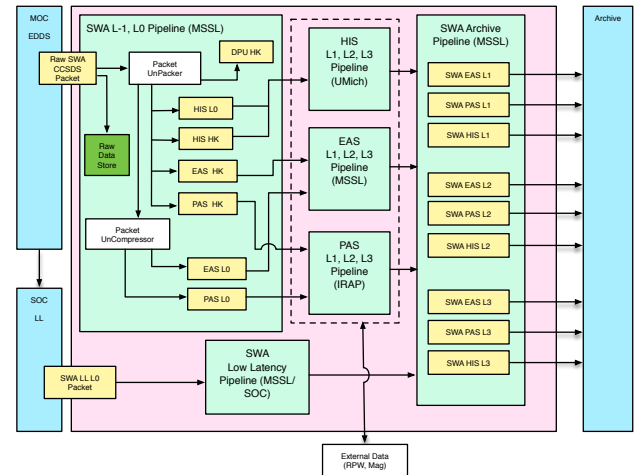 MOC
EDDS
SWA L-1, L0 Pipeline (MSSL)
Raw SWA
CCSDS
Packet
Packet
UnPacker
DPU HK
HIS L0
HIS HK
Raw
Data
Store
EAS HK
PAS HK
Packet
UnCompressor
EAS L0
PAS L0
HIS
L1, L2, L3
Pipeline
(UMich)
EAS
L1, L2, L3
Pipeline
(MSSL)
PAS
L1, L2, L3
Pipeline
(IRAP)
SWA Archive
Pipeline (MSSL)
SWA EAS L1
SWA PAS L1
SWA HIS L1
SWA EAS L2
SWA PAS L2
SWA HIS L2
SWA EAS L3
SWA PAS L3
SWA HIS L3
Archive
SOC
LL
SWA LL L0
Packet
SWA
Low Latency
Pipeline (MSSL/
SOC)
External Data
(RPW, Mag)